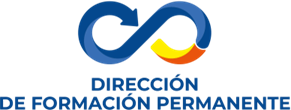 DIRECCIÓN
DE FORMACIÓN PERMANENTE